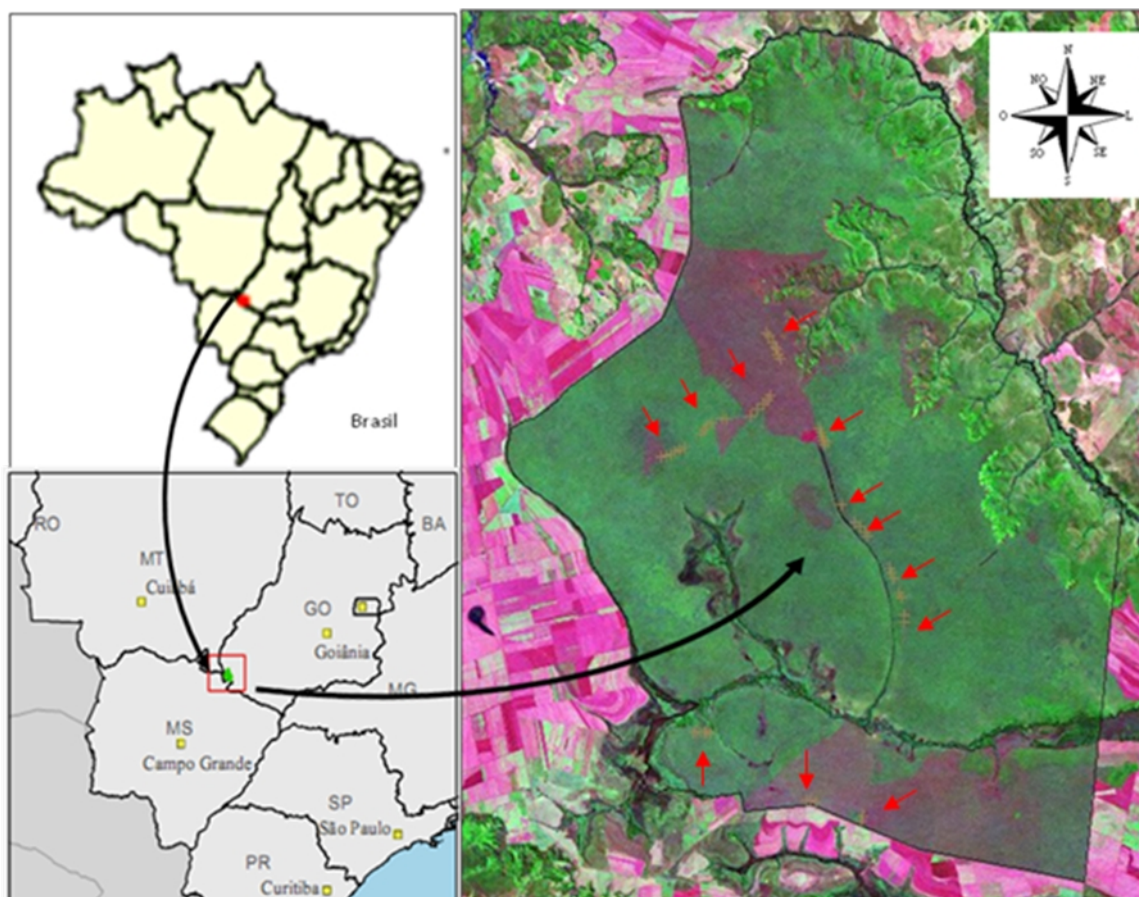 Brasil
TO
BA
RO
MT
Cuiabá
GO
Goiânia
MG
MS
Campo Grande
SP
São Paulo
PR
Curitiba
N
NO
NE
O
L
SO
SE
S